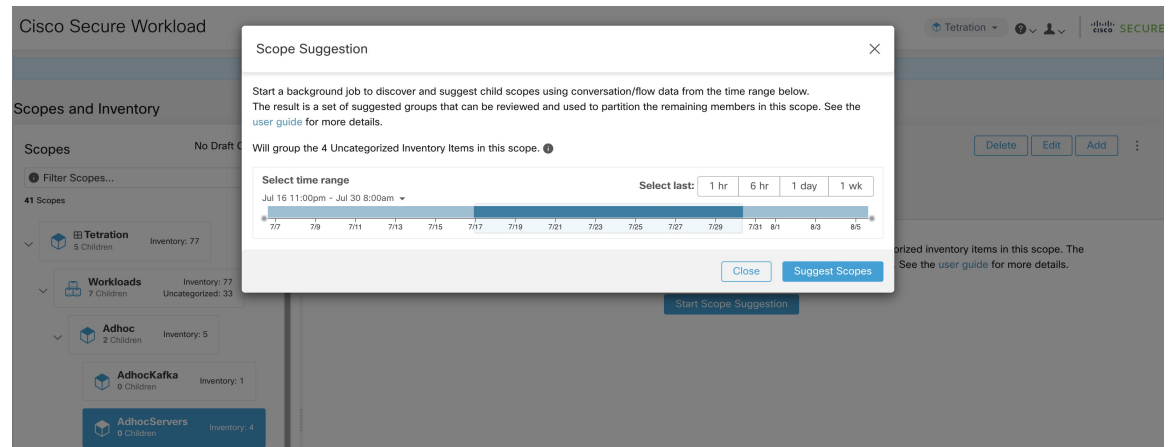 Cisco Secure Workload
Tetration
CISCO SECURE
Scopes and Inventory
Scopes
No Draft
Filter Scopes...
41 Scopes
Tetration
5 Children
Inventory: 77
Workloads
7 Children
Inventory: 77
Uncategorized: 33
Adhoc
2 Children
Inventory: 5
AdhocKafka
0 Children
Inventory: 1
AdhocServers
0 Children
Inventory: 4
Scope Suggestion
Start a background job to discover and suggest child scopes using conversation/flow data from the time range below.
The result is a set of suggested groups that can be reviewed and used to partition the remaining members in this scope. See the
user guide for more details.
Will group the 4 Uncategorized Inventory Items in this scope.
Select time range
Select last: 1 hr 6 hr 1 day 1 wk
Jul 16 11:00pm - Jul 30 8:00am
7/7 7/9 7/11 7/13 7/15 7/17 7/19 7/21 7/23 7/25 7/27 7/29 7/31 8/1 8/3 8/5
Close Suggest Scopes
Delete Edit Add
inventory items in this scope. The
See the user guide for more details.
Start Scope Suggestion